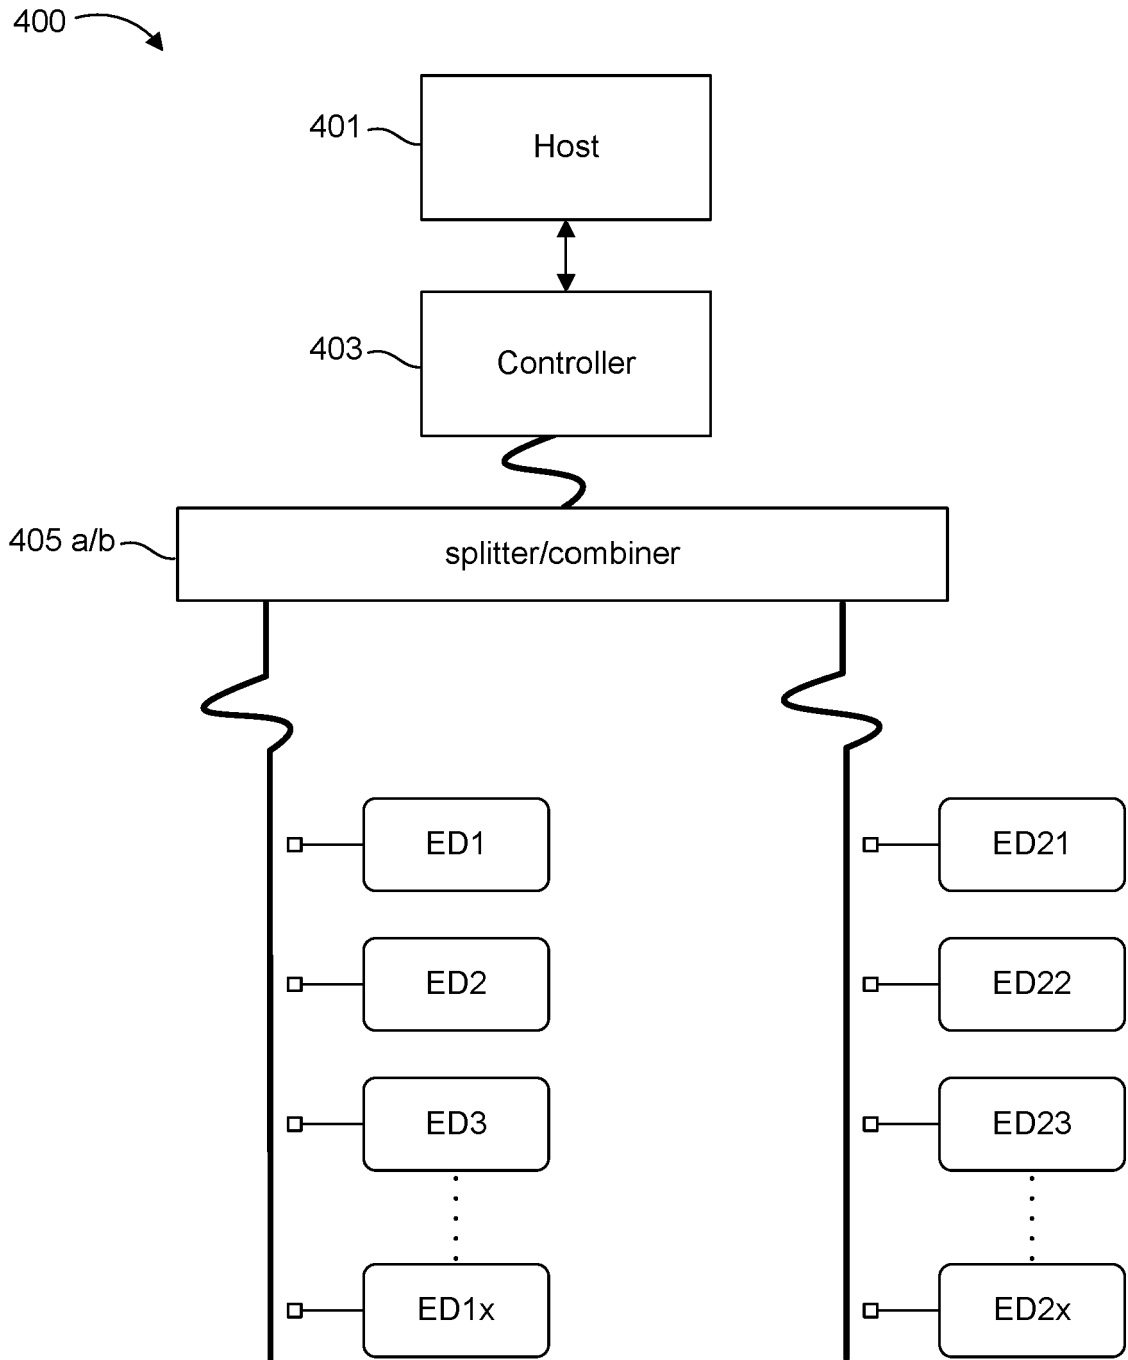 400
401
Host
403
Controller
405 a/b
splitter/combiner
ED1
ED21
ED2
ED22
ED3
ED23
ED1x
ED2x